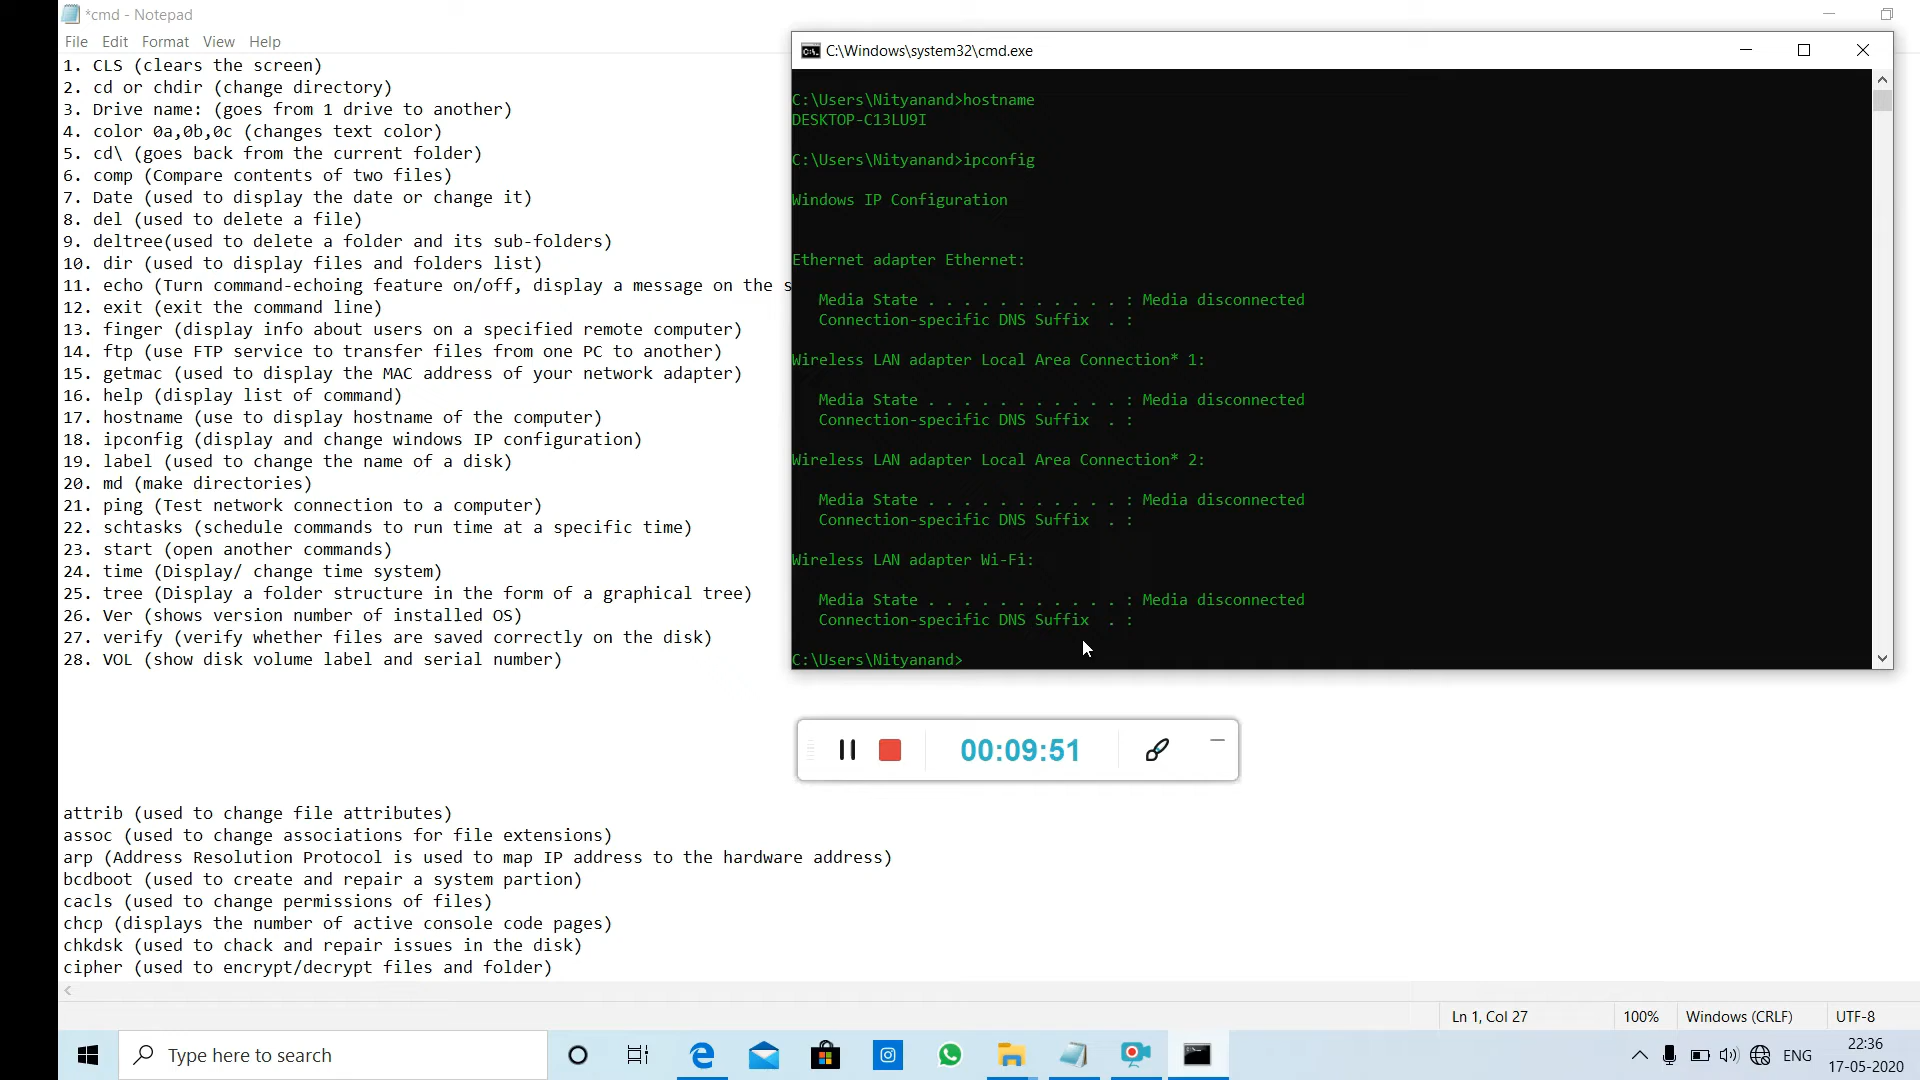 *cmd - Notepad
File Edit Format View Help
1. CLS (clears the screen)
2. cd or chdir (change directory)
3. Drive name: (goes from 1 drive to another)
4. color 0a,0b,0c (changes text color)
5. cd\ (goes back from the current folder)
6. comp (Compare contents of two files)
7. Date (used to display the date or change it)
8. del (used to delete a file)
9. deltree(used to delete a folder and its sub-folders)
10. dir (used to display files and folders list)
11. echo (Turn command-echoing feature on/off, display a message on the s
12. exit (exit the command line)
13. finger (display info about users on a specified remote computer)
14. ftp (use FTP service to transfer files from one PC to another)
15. getmac (used to display the MAC address of your network adapter)
16. help (display list of command)
17. hostname (use to display hostname of the computer)
18. ipconfig (display and change windows IP configuration)
19. label (used to change the name of a disk)
20. md (make directories)
21. ping (Test network connection to a computer)
22. schtasks (schedule commands to run time at a specific time)
23. start (open another commands)
24. time (Display/ change time system)
25. tree (Display a folder structure in the form of a graphical tree)
26. Ver (shows version number of installed OS)
27. verify (verify whether files are saved correctly on the disk)
28. VOL (show disk volume label and serial number)
attrib (used to change file attributes)
assoc (used to change associations for file extensions)
arp (Address Resolution Protocol is used to map IP address to the hardware address)
bcdboot (used to create and repair a system partion)
cacls (used to change permissions of files)
chcp (displays the number of active console code pages)
chkdsk (used to chack and repair issues in the disk)
cipher (used to encrypt/decrypt files and folder)
C:\Windows\system32\cmd.exe
C:\Users\Nityanand>hostname
DESKTOP-C13LU9I
C:\Users\Nityanand>ipconfig
Windows IP Configuration
Ethernet adapter Ethernet:
Media State . . . . . . . . . . . : Media disconnected
Connection-specific DNS Suffix . :
Wireless LAN adapter Local Area Connection* 1:
Media State . . . . . . . . . . . : Media disconnected
Connection-specific DNS Suffix . :
Wireless LAN adapter Local Area Connection* 2:
Media State . . . . . . . . . . . : Media disconnected
Connection-specific DNS Suffix . :
Wireless LAN adapter Wi-Fi:
Media State . . . . . . . . . . . : Media disconnected
Connection-specific DNS Suffix . :
C:\Users\Nityanand>
00:09:51
Ln 1, Col 27 100% Windows (CRLF) UTF-8
Type here to search
ENG
22:36
17-05-2020